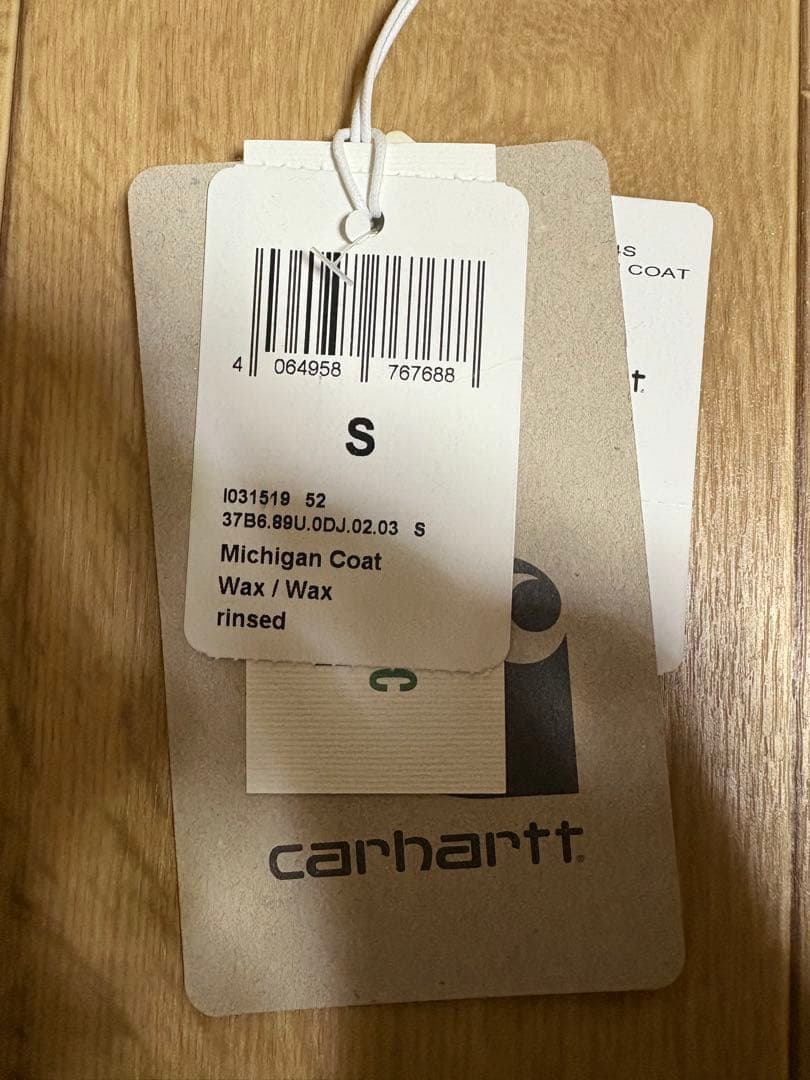 4 064958 767688
S
I031519 52
37B6.89U.0DJ.02.03 S
Michigan Coat
Wax / Wax
rinsed
C
carhartt®
COAT
t.